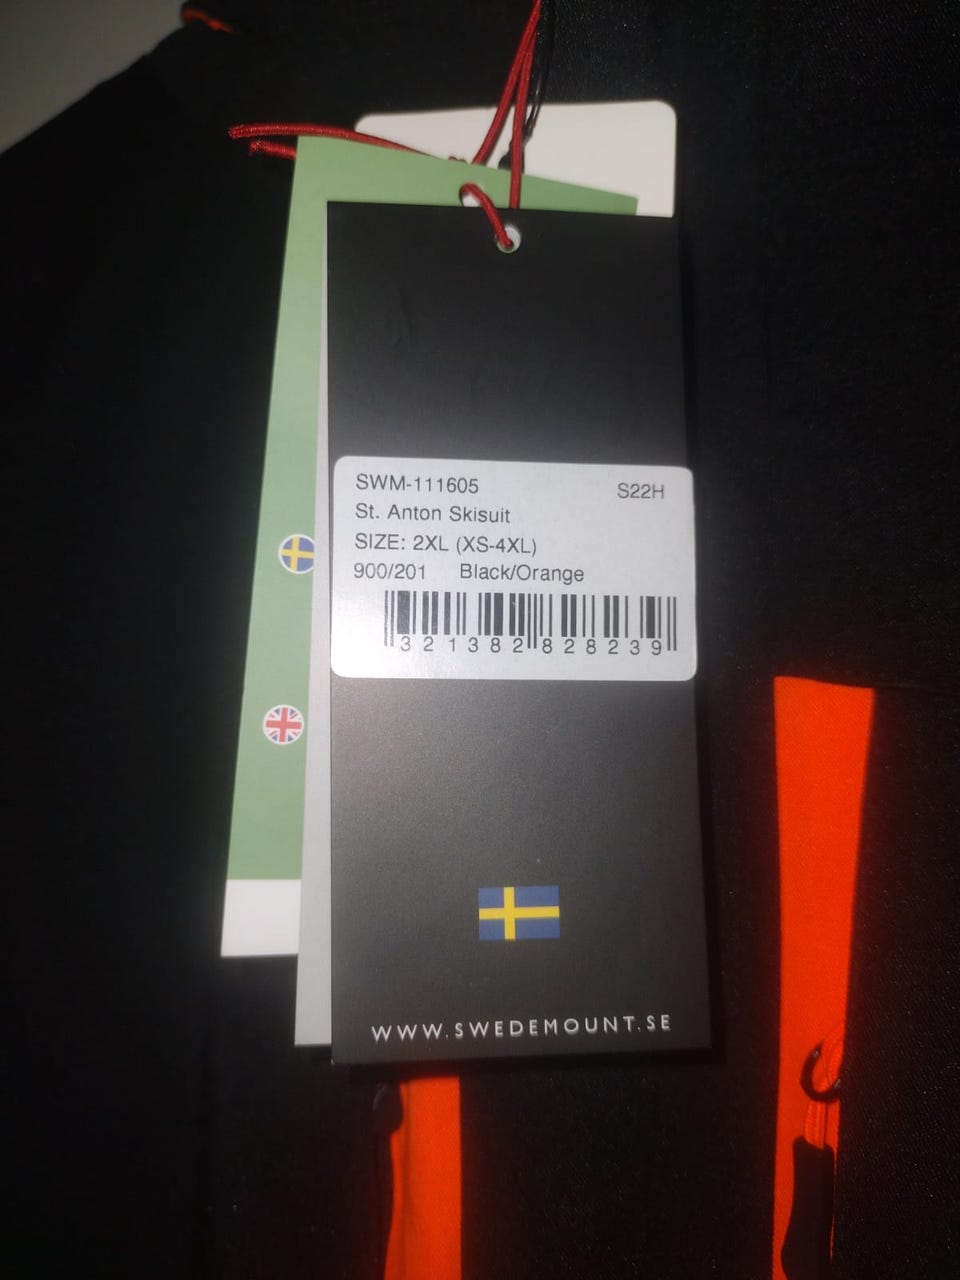 SWM-111605 S22H
St. Anton Skisuit
SIZE: 2XL (XS-4XL)
900/201 Black/Orange
321382828239
WWW.SWEDEMOUNT.SE